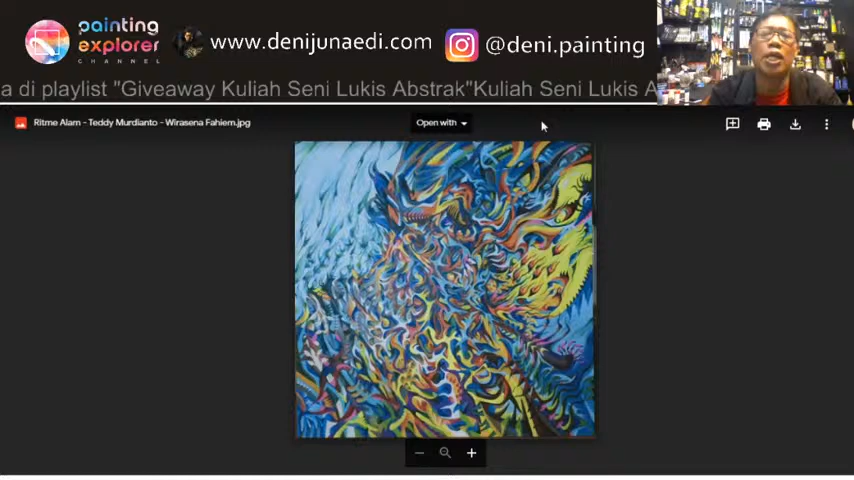 painting
explorer
CHANNEL
www.denijunaedi.com
@deni.painting
a di playlist "Giveaway Kuliah Seni Lukis Abstrak"Kuliah Seni Lukis A
Ritme Alam - Teddy Murdianto - Wirasena Fahiem.jpg
Open with